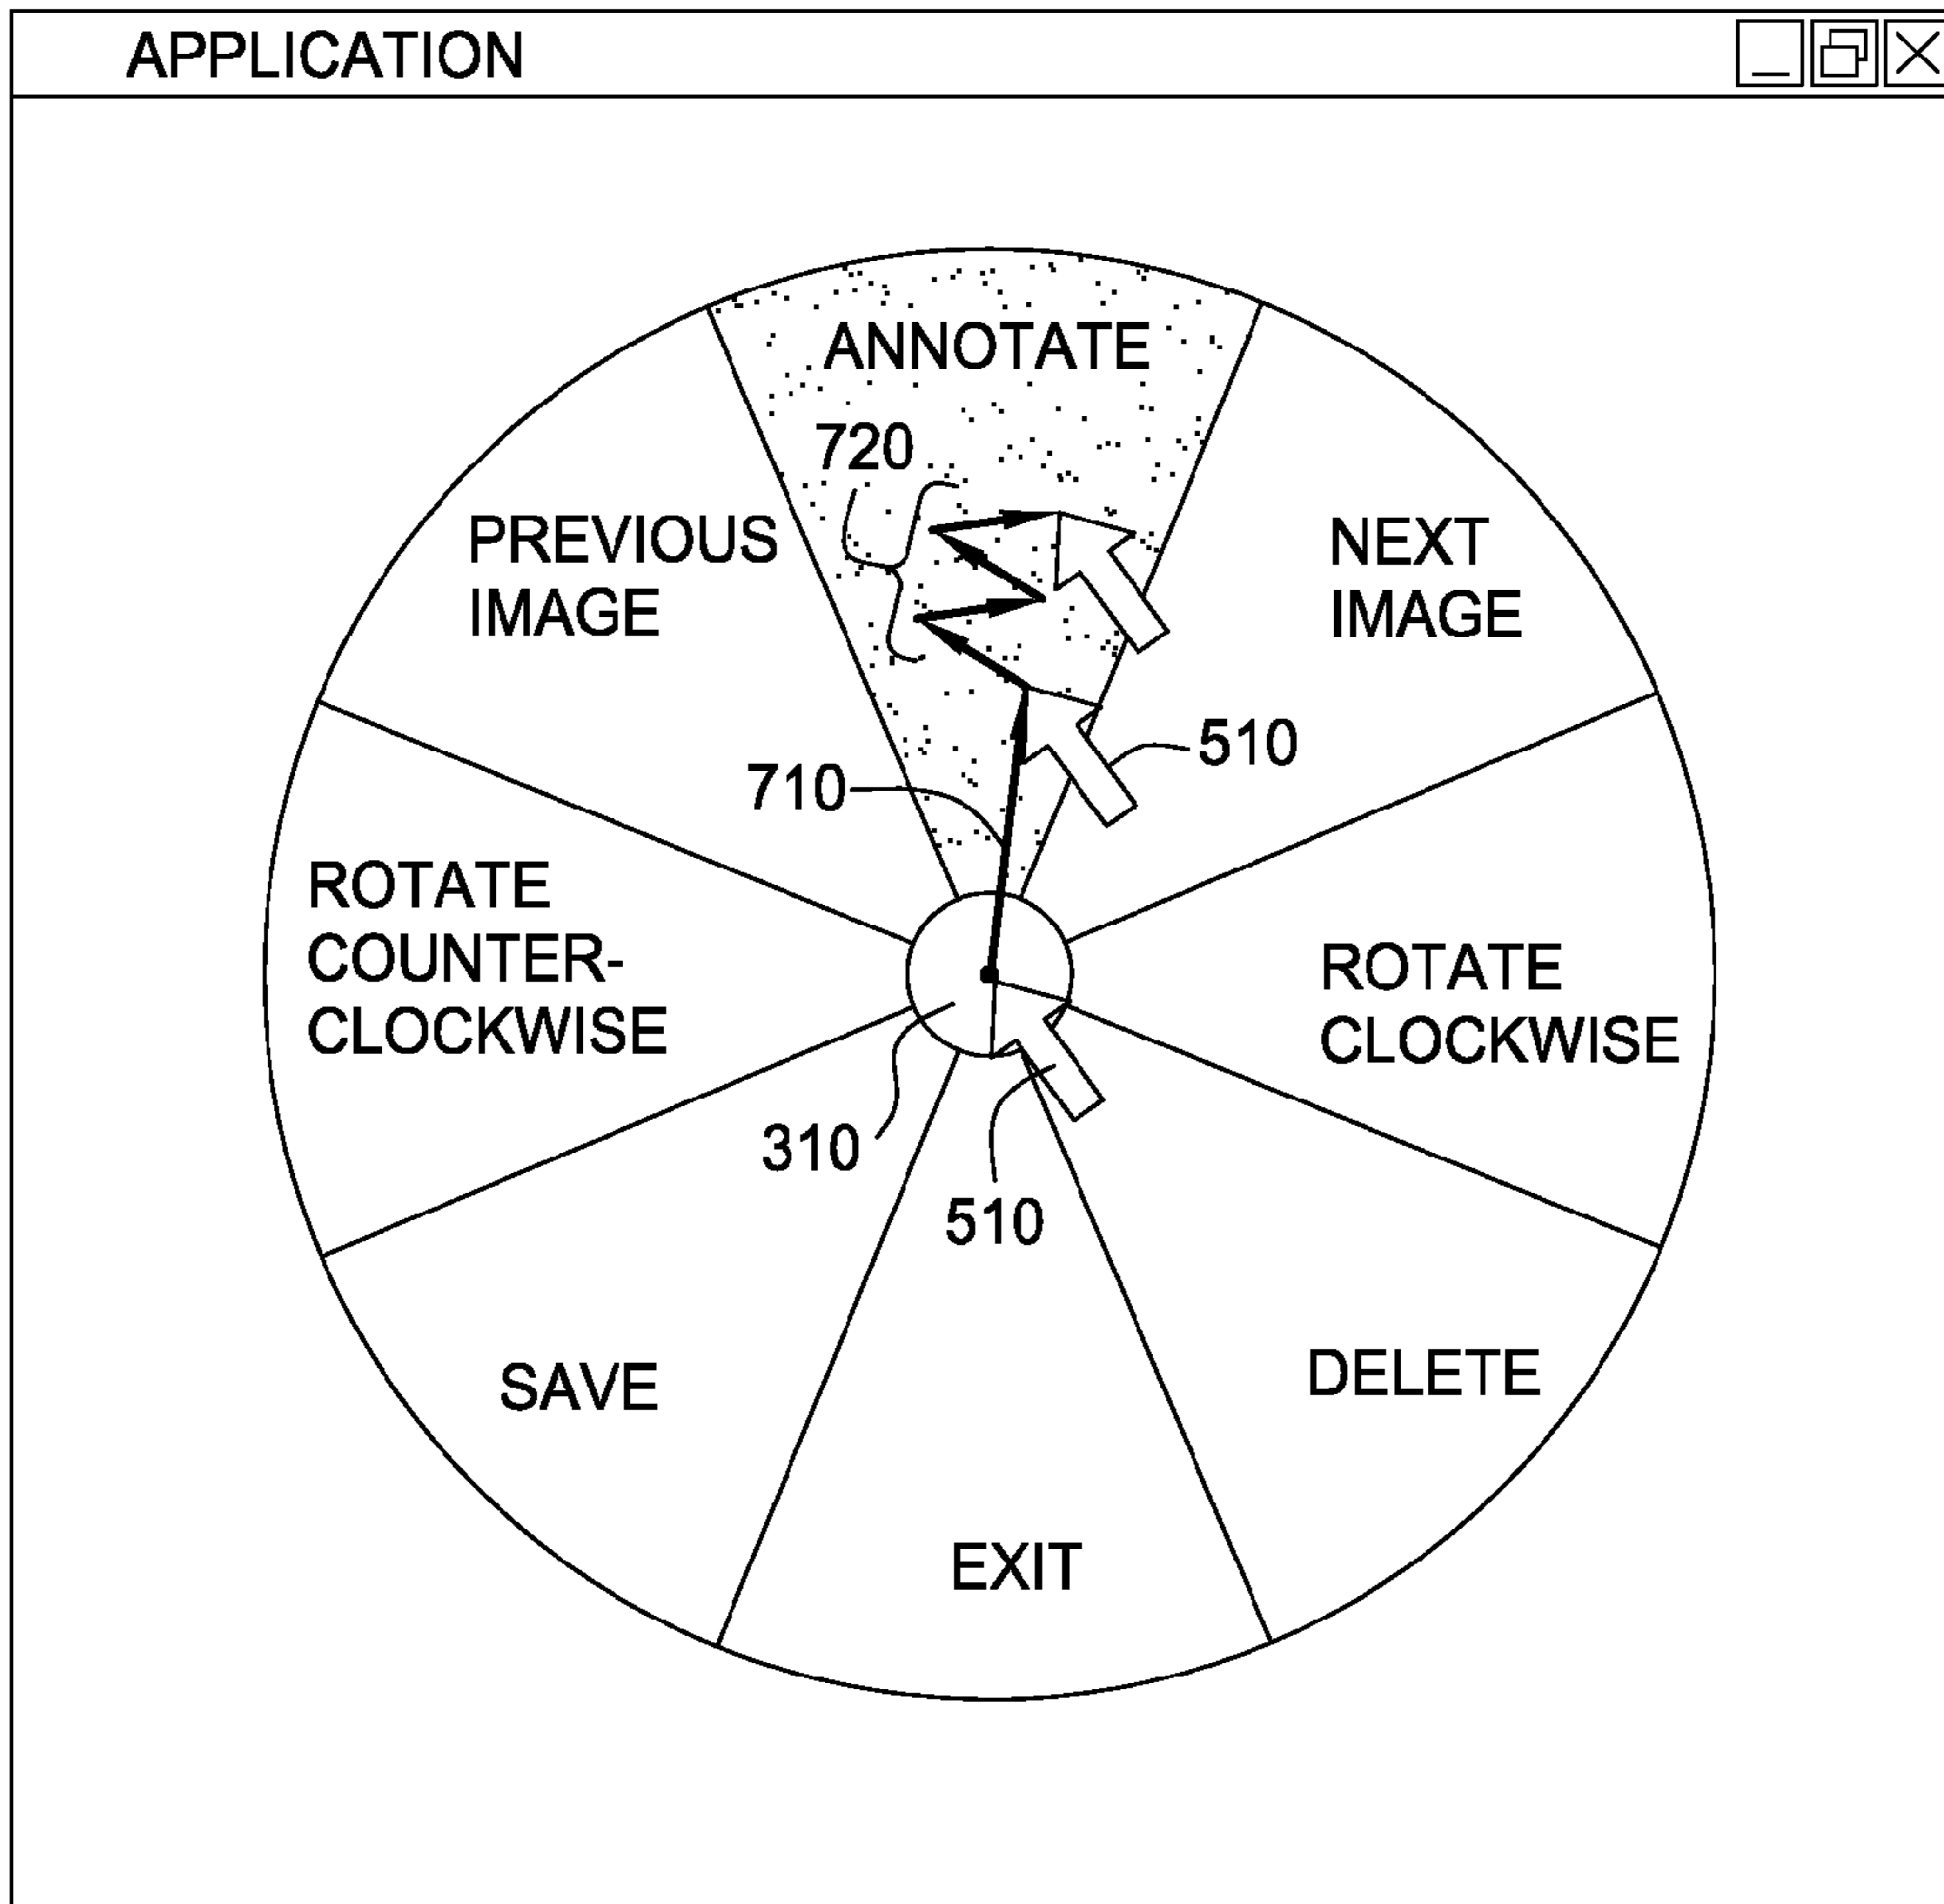 APPLICATION
ANNOTATE
720
PREVIOUS
IMAGE
NEXT
IMAGE
510
710
ROTATE
COUNTER-
CLOCKWISE
ROTATE
CLOCKWISE
310
510
SAVE
DELETE
EXIT